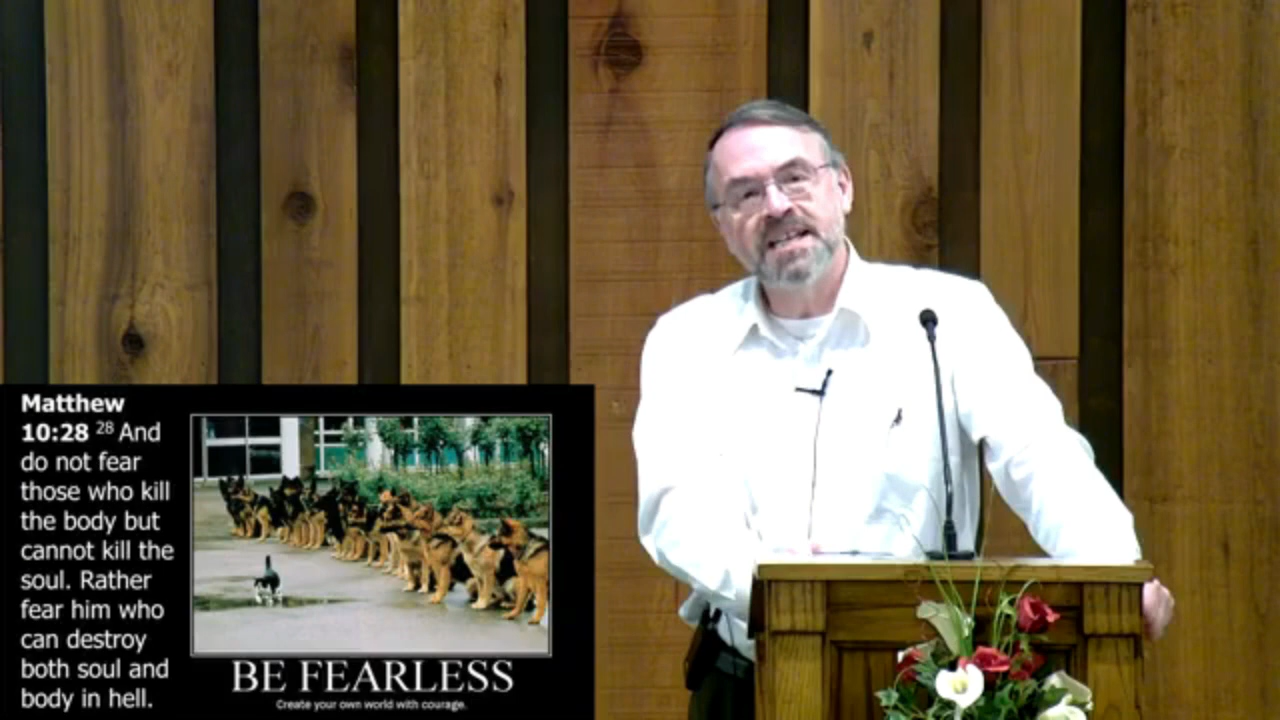 Matthew
10:28 28 And
do not fear
those who kill
the body but
cannot kill the
soul. Rather
fear him who
can destroy
both soul and
body in hell.
BE FEARLESS
Create your own world with courage.